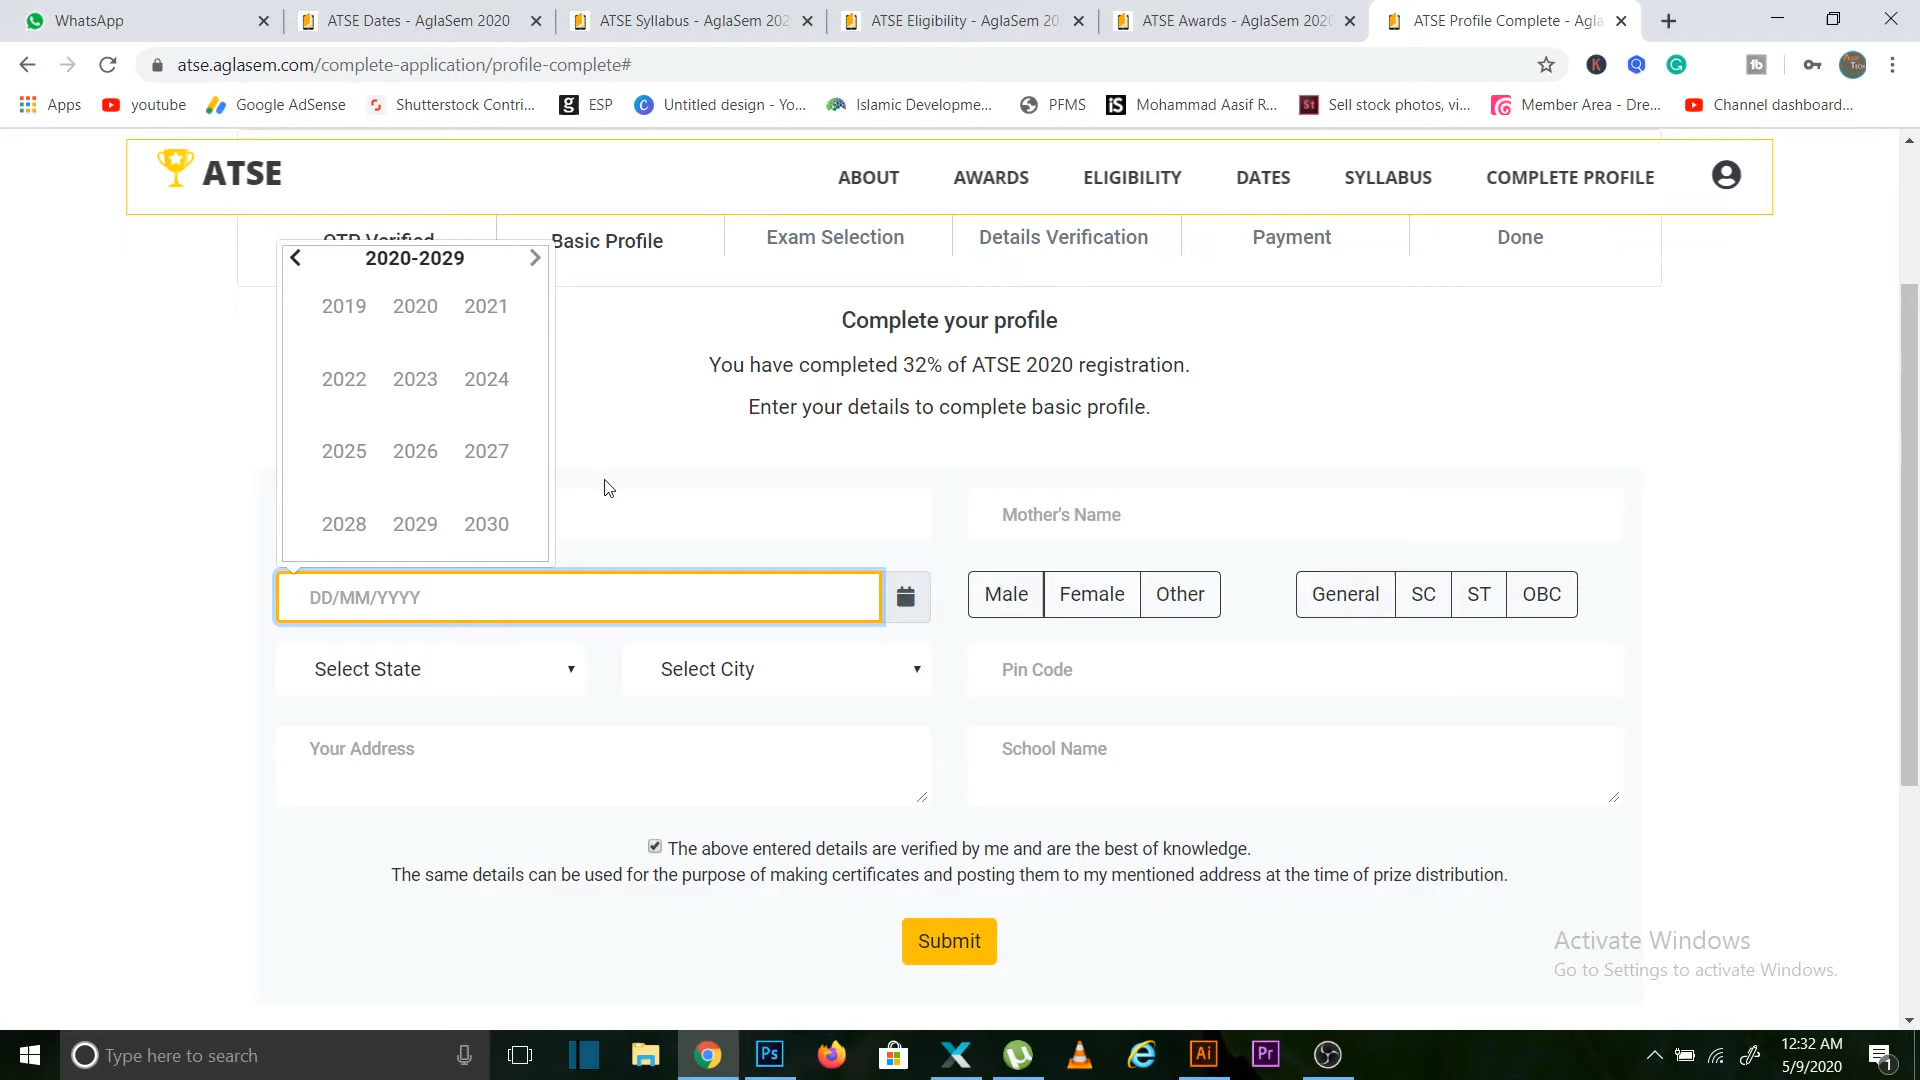 WhatsApp
ATSE Dates - AglaSem 2020
ATSE Syllabus - AglaSem 202
ATSE Eligibility - AglaSem 20
ATSE Awards - AglaSem 2020
ATSE Profile Complete - Agla
atse.aglasem.com/complete-application/profile-complete#
Apps
youtube
Google AdSense
Shutterstock Contri...
ESP
Untitled design - Yo...
Islamic Developme...
PFMS
Mohammad Aasif R...
Sell stock photos, vi...
Member Area - Dre...
Channel dashboard...
ATSE
ABOUT
AWARDS
ELIGIBILITY
DATES
SYLLABUS
COMPLETE PROFILE
OTP Verified
Basic Profile
Exam Selection
Details Verification
Payment
Done
2020-2029
2019 2020 2021
2022 2023 2024
2025 2026 2027
2028 2029 2030
Complete your profile
You have completed 32% of ATSE 2020 registration.
Enter your details to complete basic profile.
Mother's Name
DD/MM/YYYY
Male Female Other
General SC ST OBC
Select State
Select City
Pin Code
Your Address
School Name
The above entered details are verified by me and are the best of knowledge.
The same details can be used for the purpose of making certificates and posting them to my mentioned address at the time of prize distribution.
Submit
Activate Windows
Go to Settings to activate Windows.
Type here to search
Ps
Ai
Pr
12:32 AM
5/9/2020
1